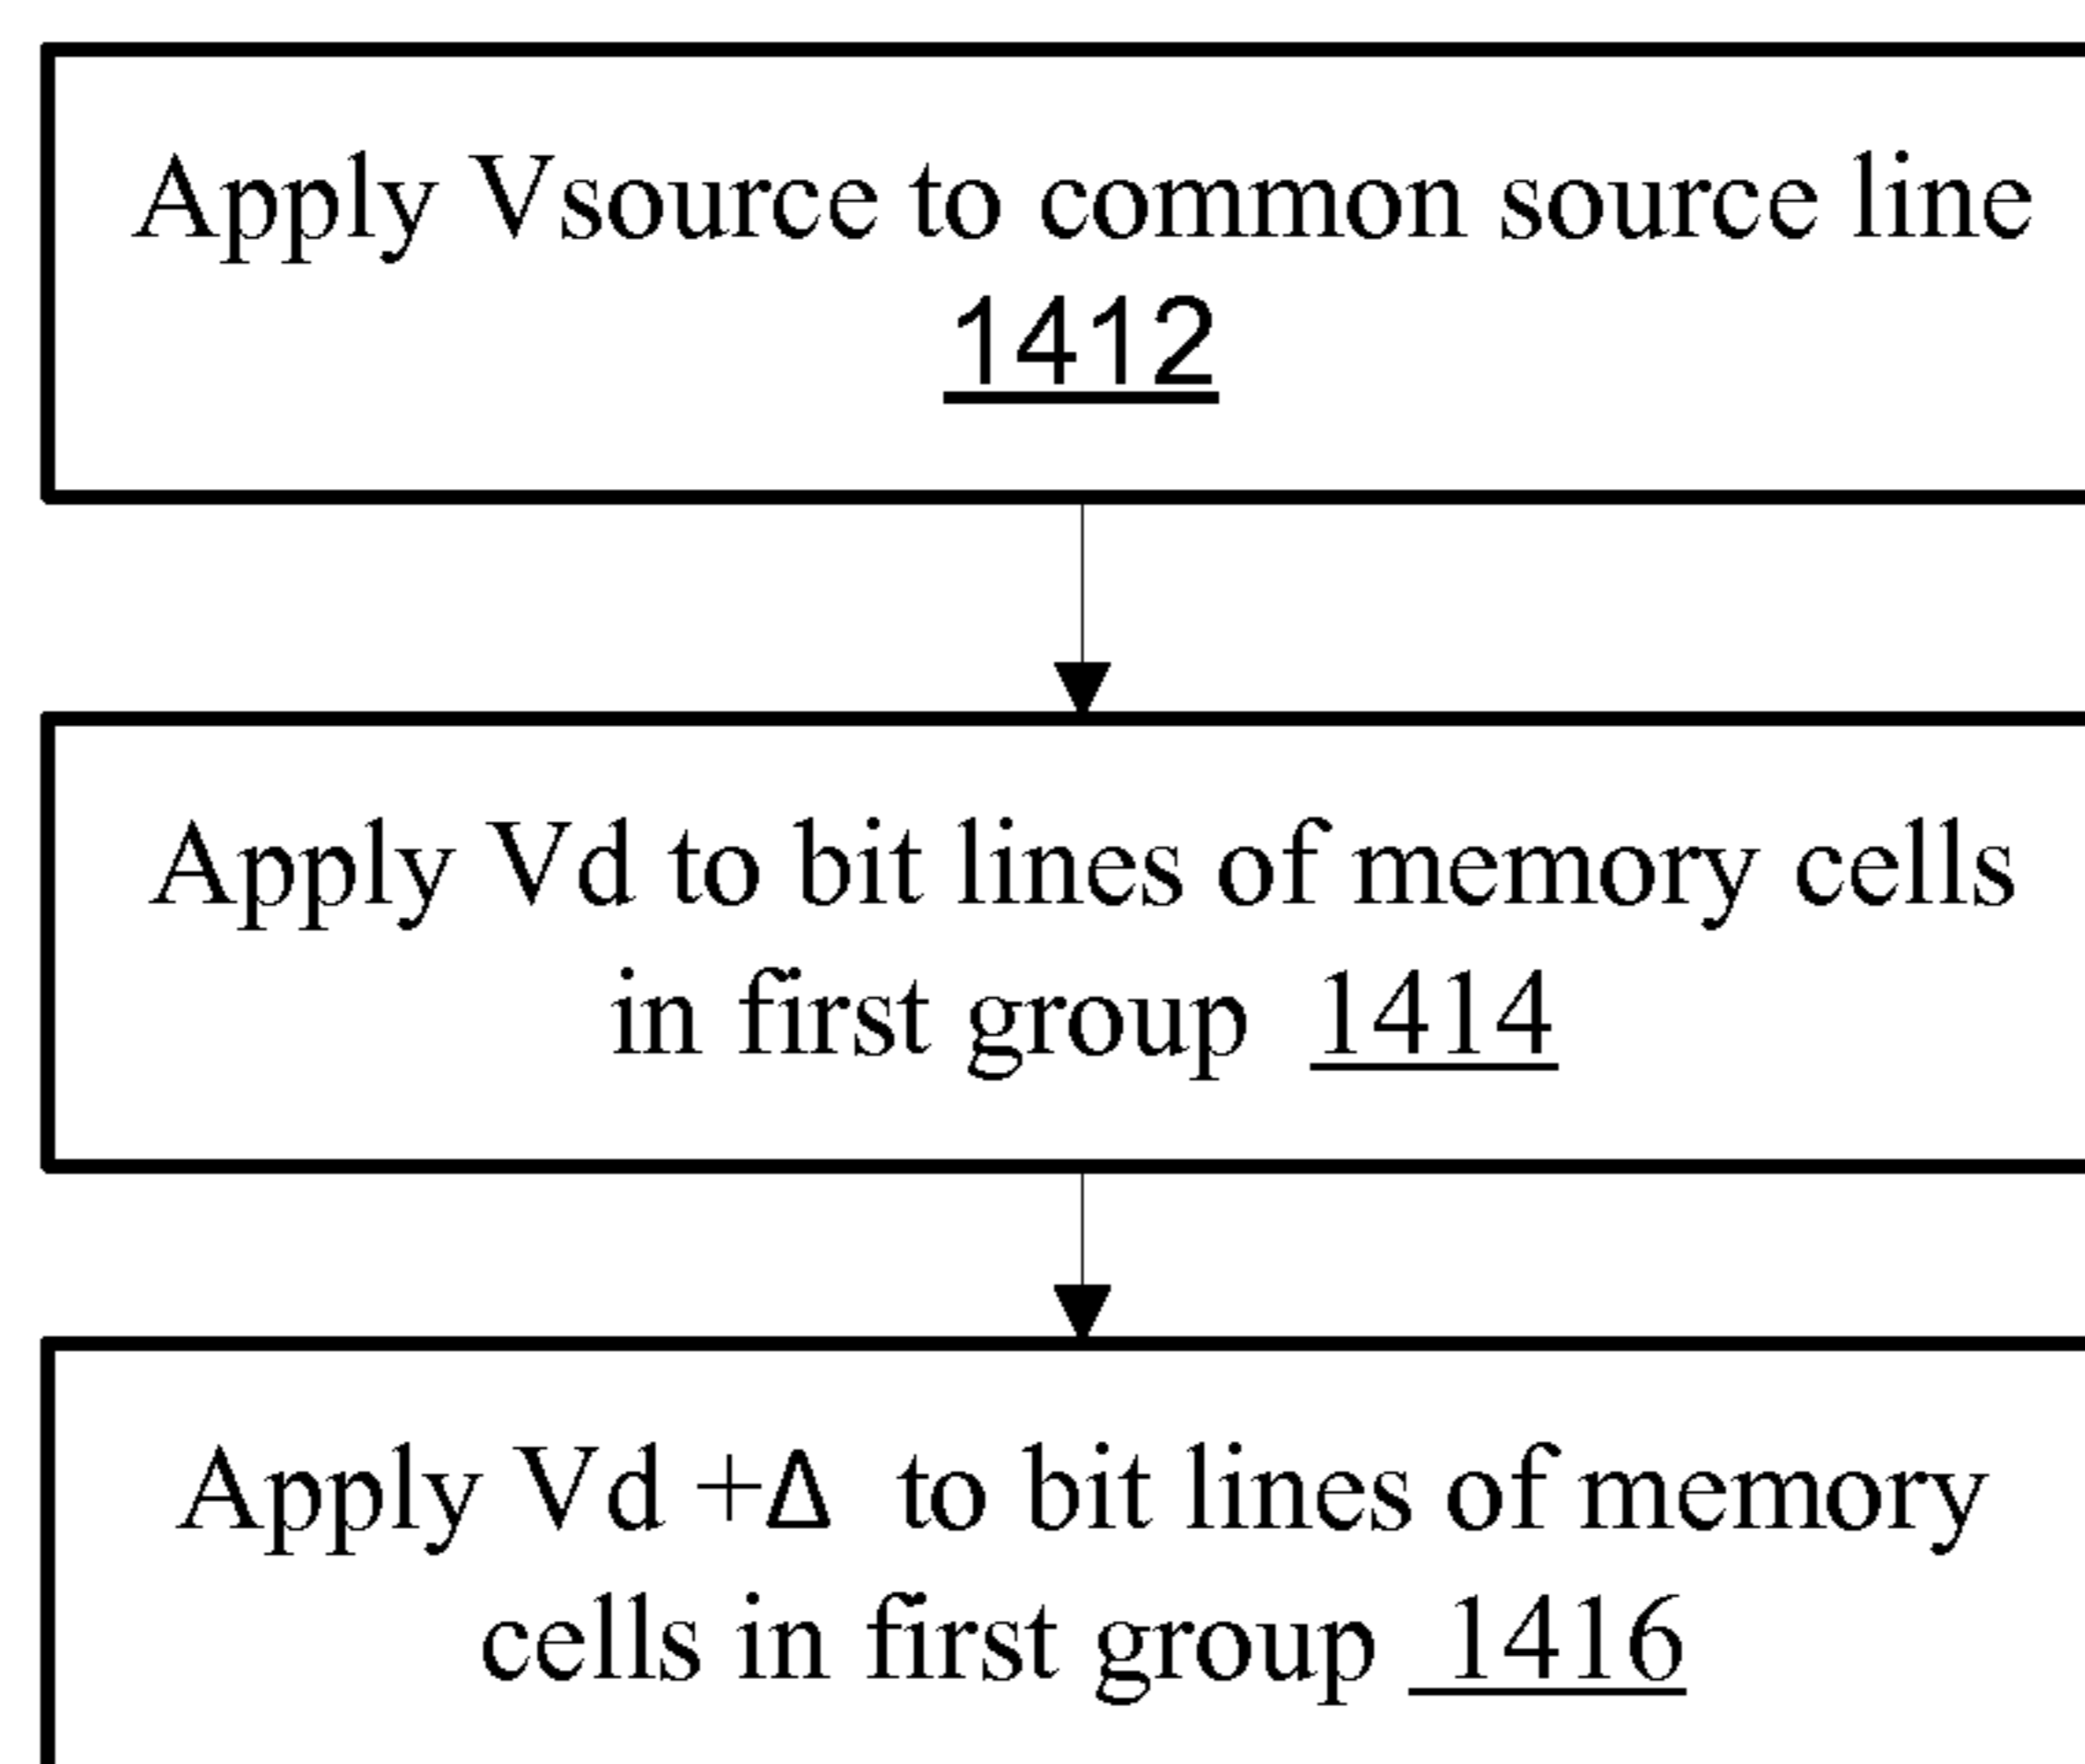 Apply Vsource to common source line
1412
Apply Vd to bit lines of memory cells
in first group 1414
Apply Vd +Δ to bit lines of memory
cells in first group 1416